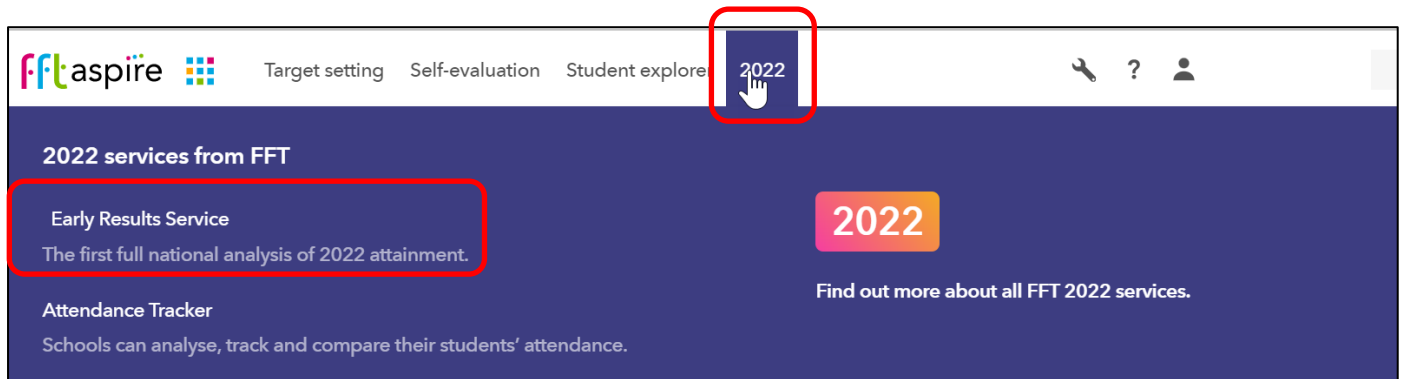 fft aspire Target setting Self-evaluation Student explorer 2022 ?
2022 services from FFT
Early Results Service
The first full national analysis of 2022 attainment.
2022
Find out more about all FFT 2022 services.
Attendance Tracker
Schools can analyse, track and compare their students' attendance.